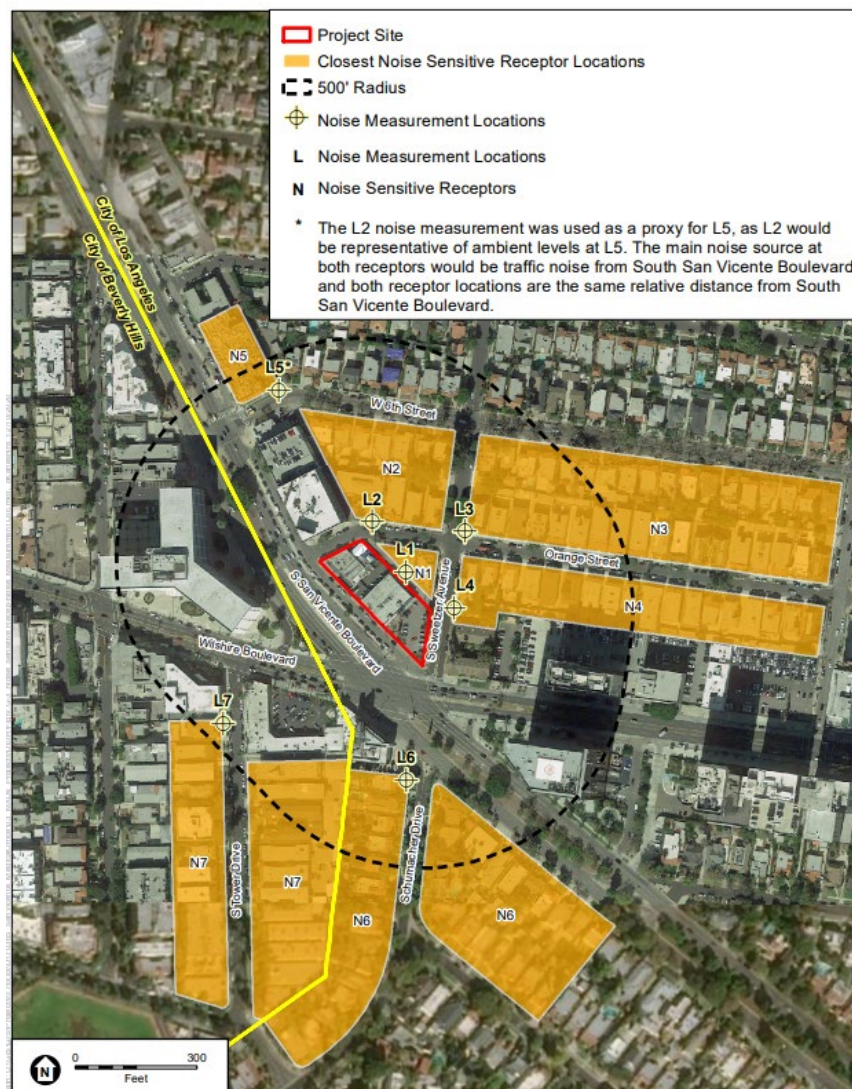 Project Site
Closest Noise Sensitive Receptor Locations
500' Radius
Noise Measurement Locations
L Noise Measurement Locations
N Noise Sensitive Receptors
* The L2 noise measurement was used as a proxy for L5, as L2 would
be representative of ambient levels at L5. The main noise source at
both receptors would be traffic noise from South San Vicente Boulevard
and both receptor locations are the same relative distance from South
San Vicente Boulevard.
City of Los Angeles
City of Beverly Hills
N5
L5*
W 6th Street
N2
L2
L3
N3
Orange Street
L1
N1
L4
N4
S Sweetzer Avenue
S San Vicente Boulevard
Wilshire Boulevard
L7
L6
N7
S Tower Drive
N7
N6
Schumacher Drive
N6
N
0 300
Feet